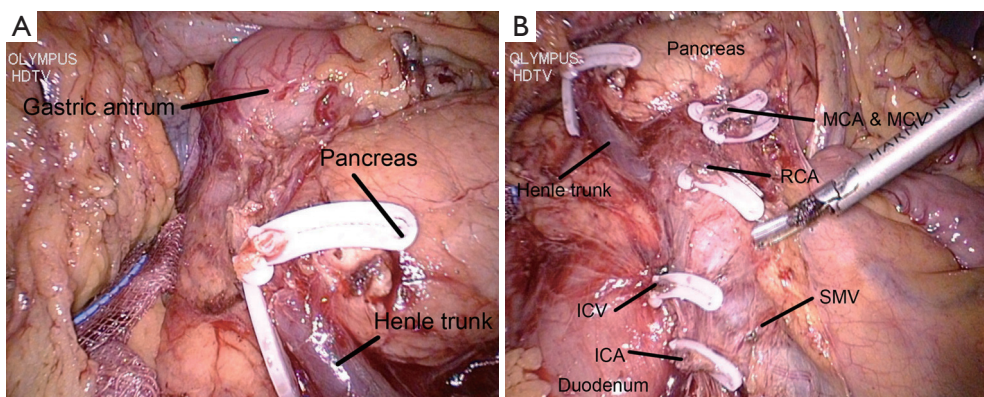 A
OLYMPUS
HDTV
Gastric antrum
Pancreas
Henle trunk
B
OLYMPUS
HDTV
Pancreas
MCA & MCV
HARMONIC
RCA
Henle trunk
ICV
SMV
ICA
Duodenum